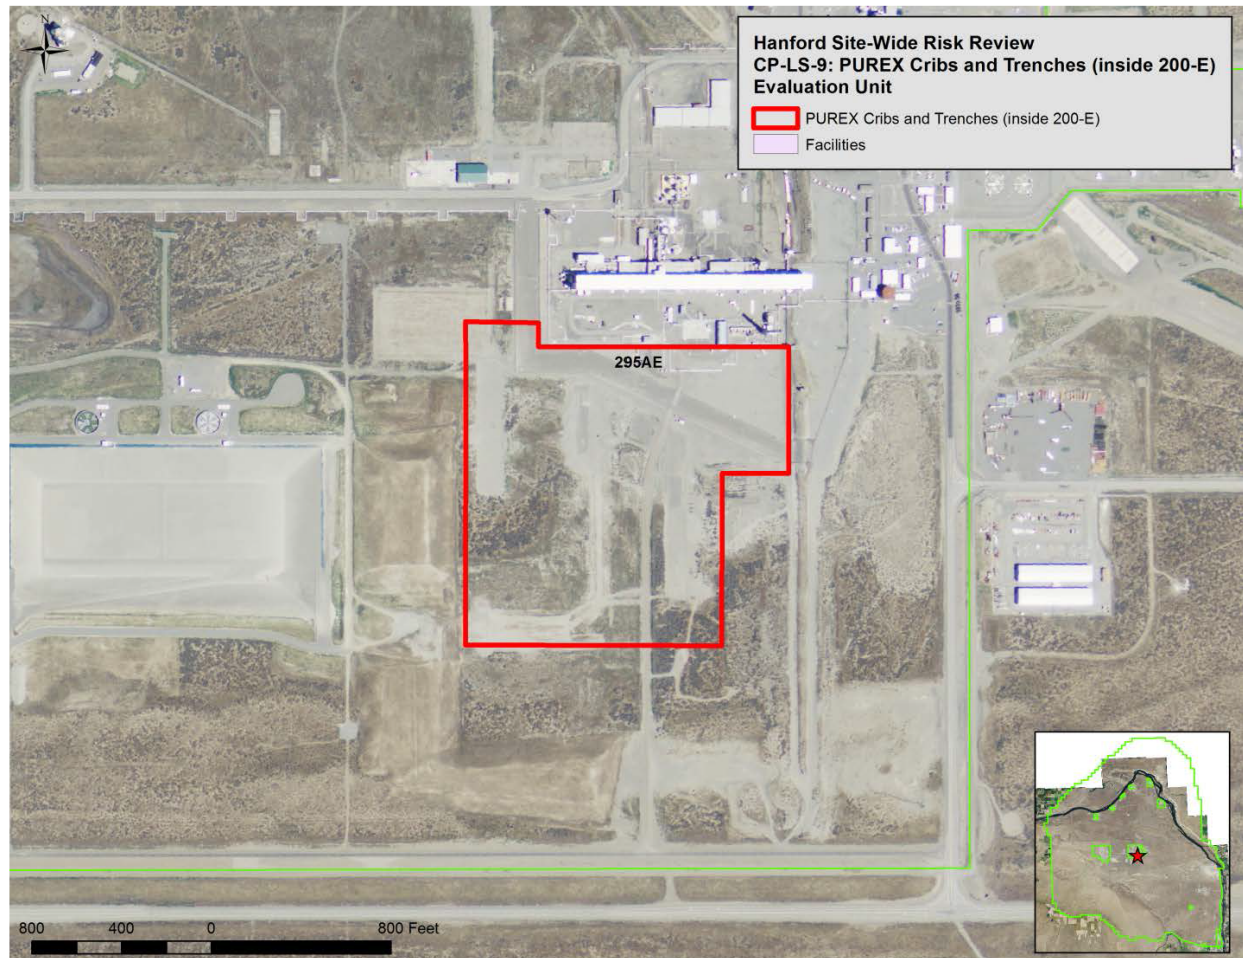 N
Hanford Site-Wide Risk Review
CP-LS-9: PUREX Cribs and Trenches (inside 200-E)
Evaluation Unit
PUREX Cribs and Trenches (inside 200-E)
Facilities
295AE
800 400 0 800 Feet